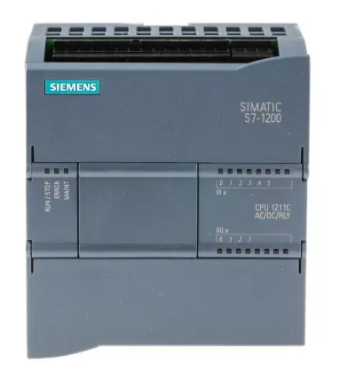 SIEMENS
SIMATIC
S7-1200
RUN / STOP
ERROR
MAINT
0 1 2 3 4 5
DI a
CPU 1211C
AC/DC/RLY
DQ a
0 1 2 3